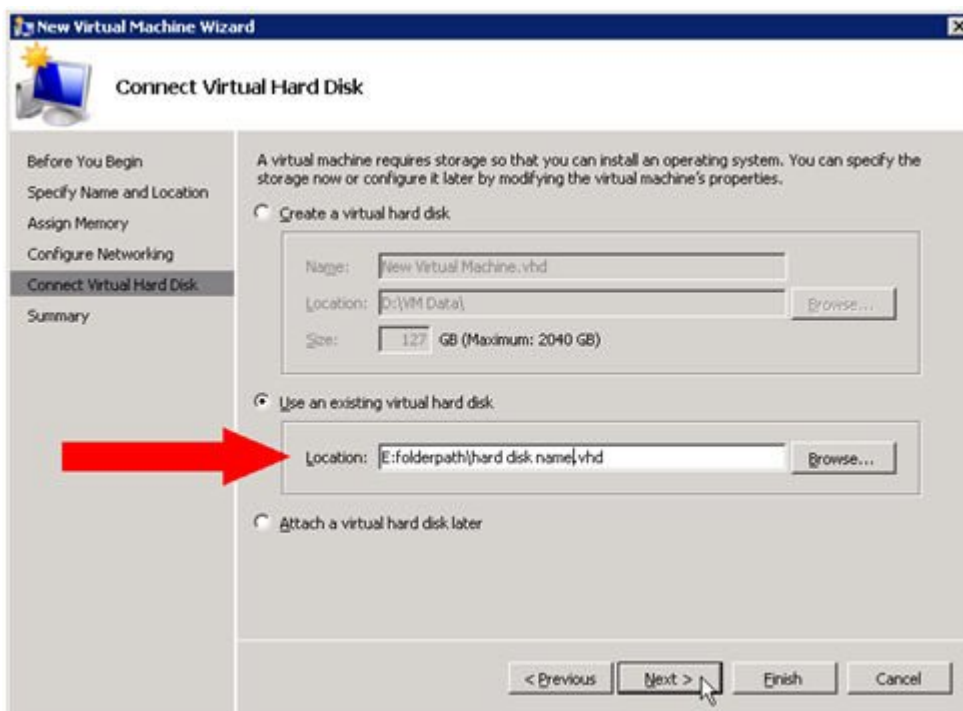 New Virtual Machine Wizard
Connect Virtual Hard Disk
Before You Begin
Specify Name and Location
Assign Memory
Configure Networking
Connect Virtual Hard Disk
Summary
A virtual machine requires storage so that you can install an operating system. You can specify the
storage now or configure it later by modifying the virtual machine's properties.
Create a virtual hard disk
Name: New Virtual Machine.vhd
Location: D:\VM Data\ Browse...
Size: 127 GB (Maximum: 2040 GB)
Use an existing virtual hard disk
Location: E:folderpath\hard disk name.vhd Browse...
Attach a virtual hard disk later
< Previous Next > Finish Cancel